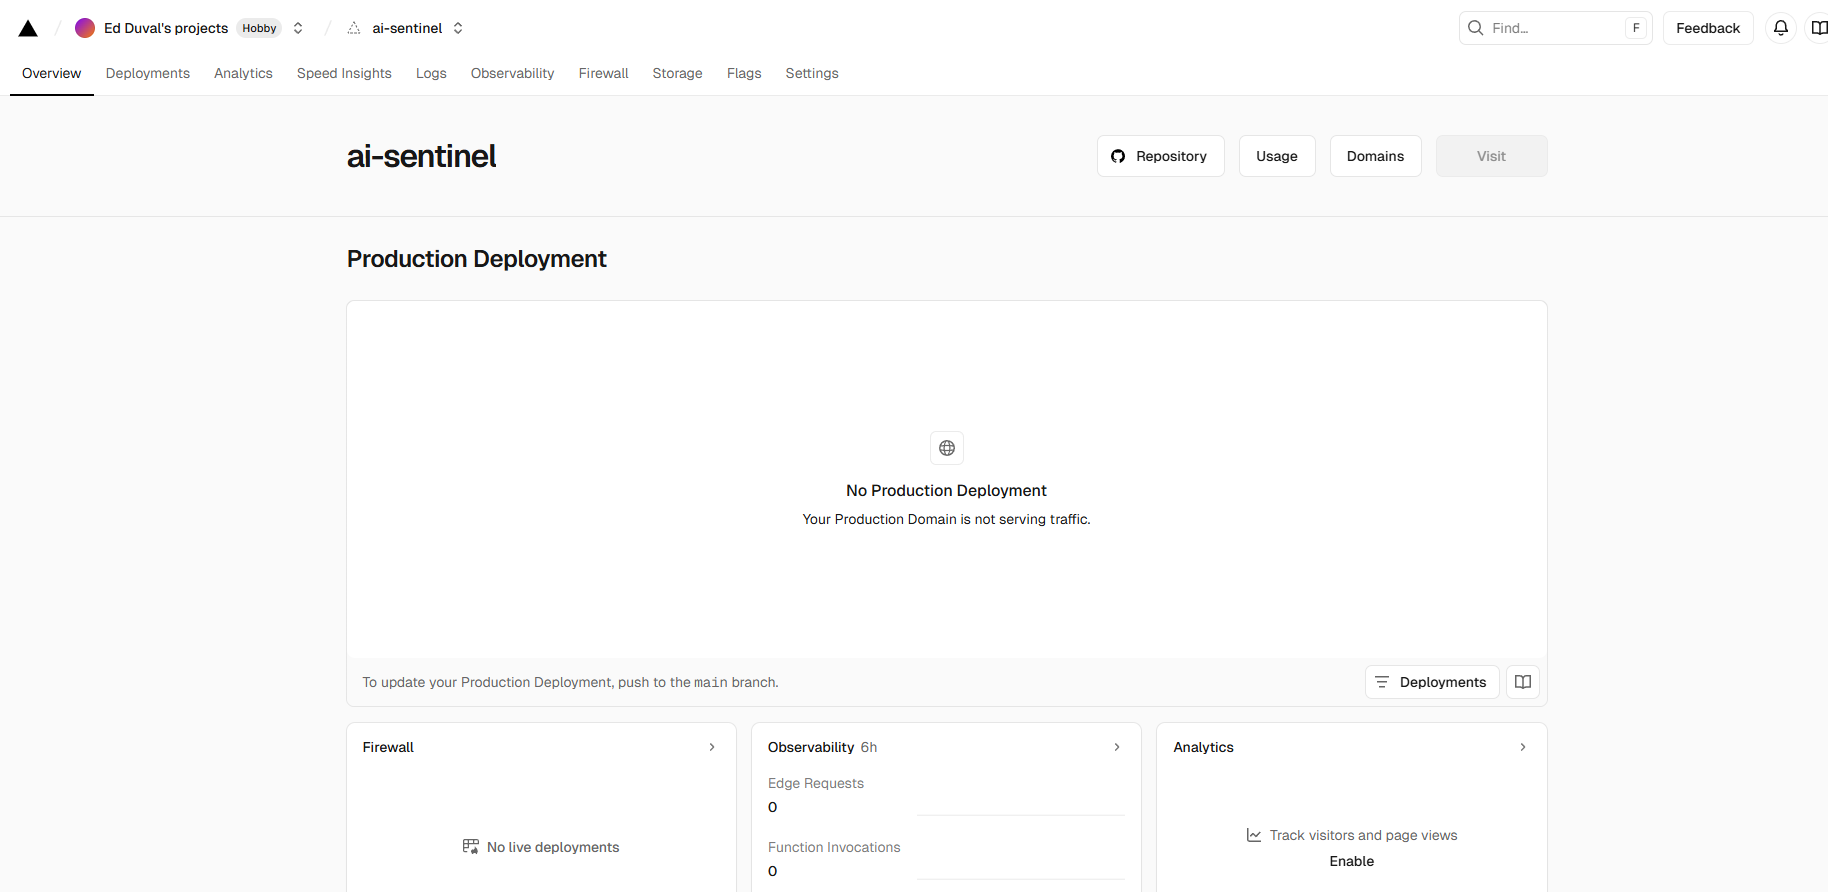 Ed Duval's projects Hobby ai-sentinel Find... F Feedback
Overview Deployments Analytics Speed Insights Logs Observability Firewall Storage Flags Settings
ai-sentinel
Repository Usage Domains Visit
Production Deployment
No Production Deployment
Your Production Domain is not serving traffic.
To update your Production Deployment, push to the main branch.
Deployments
Firewall
No live deployments
Observability 6h
Edge Requests
0
Function Invocations
0
Analytics
Track visitors and page views
Enable